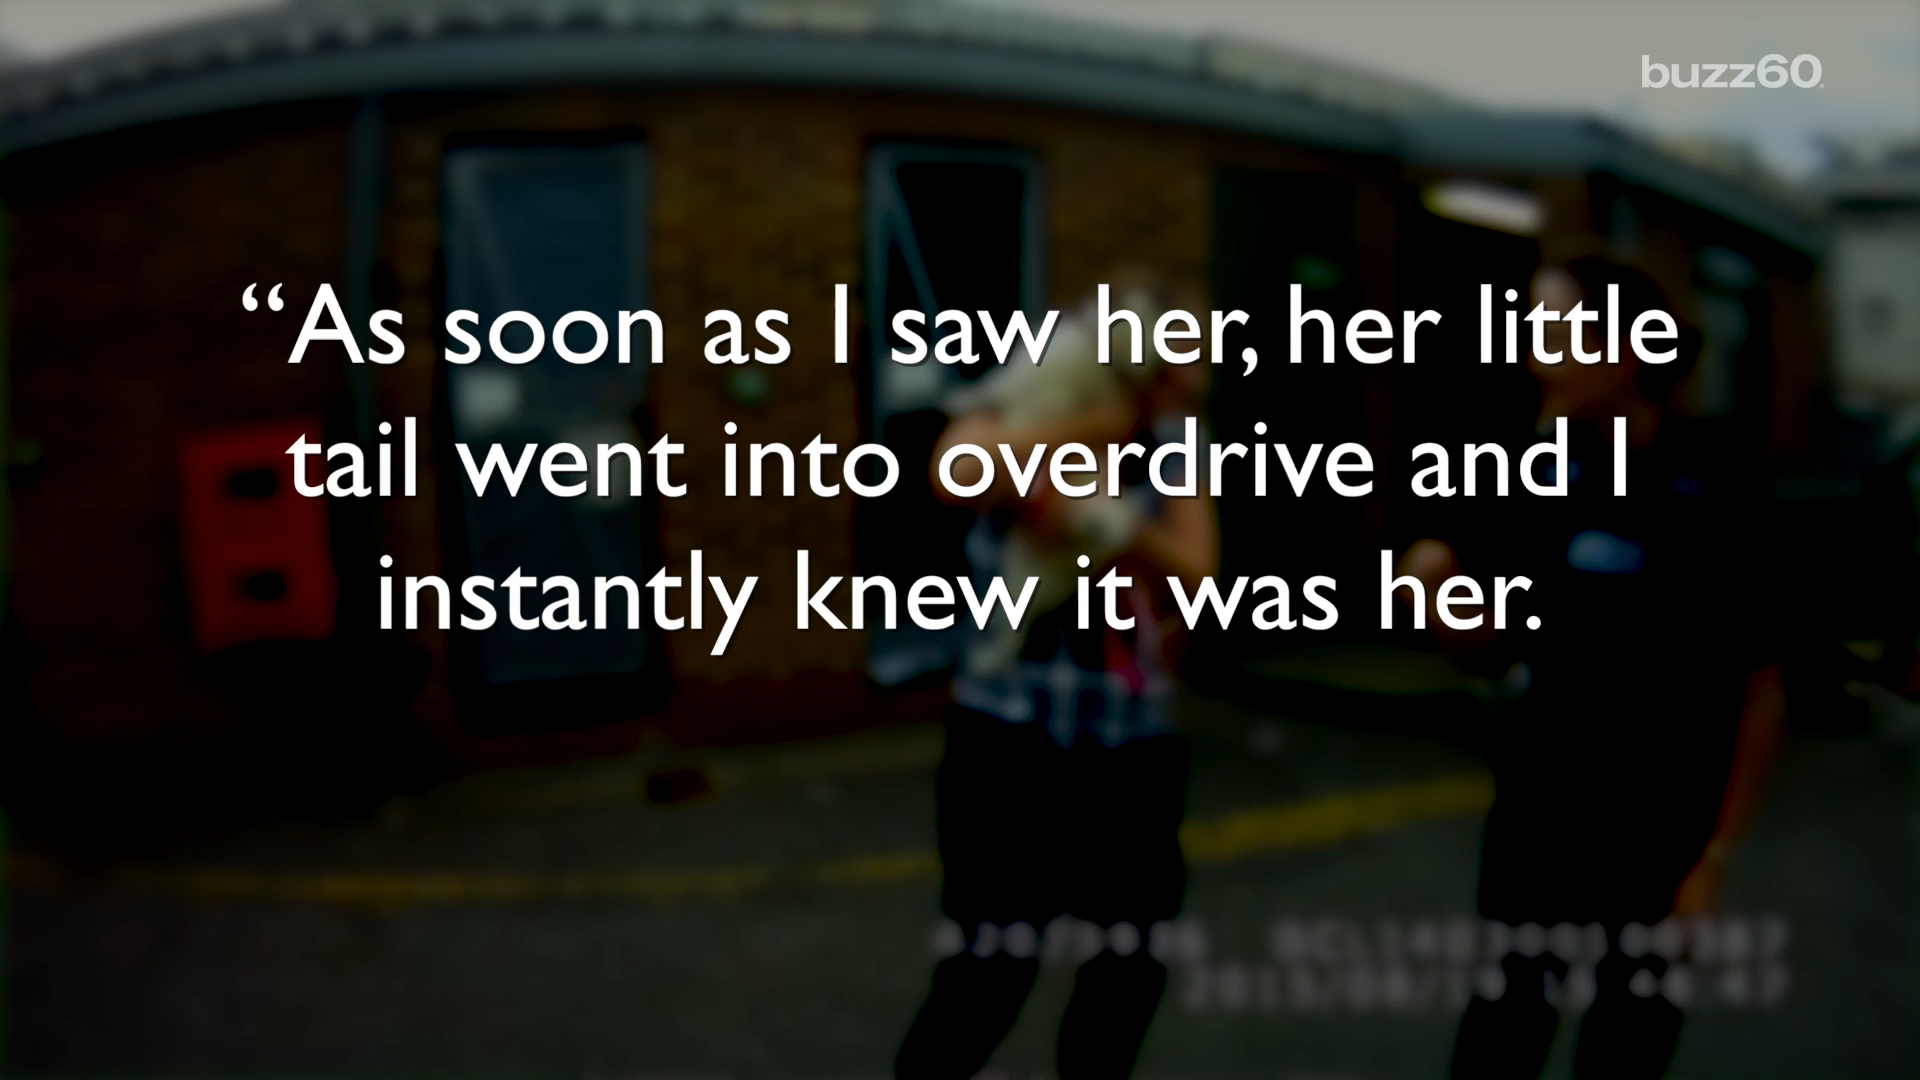 buzz60
“As soon as I saw her, her little
tail went into overdrive and I
instantly knew it was her.